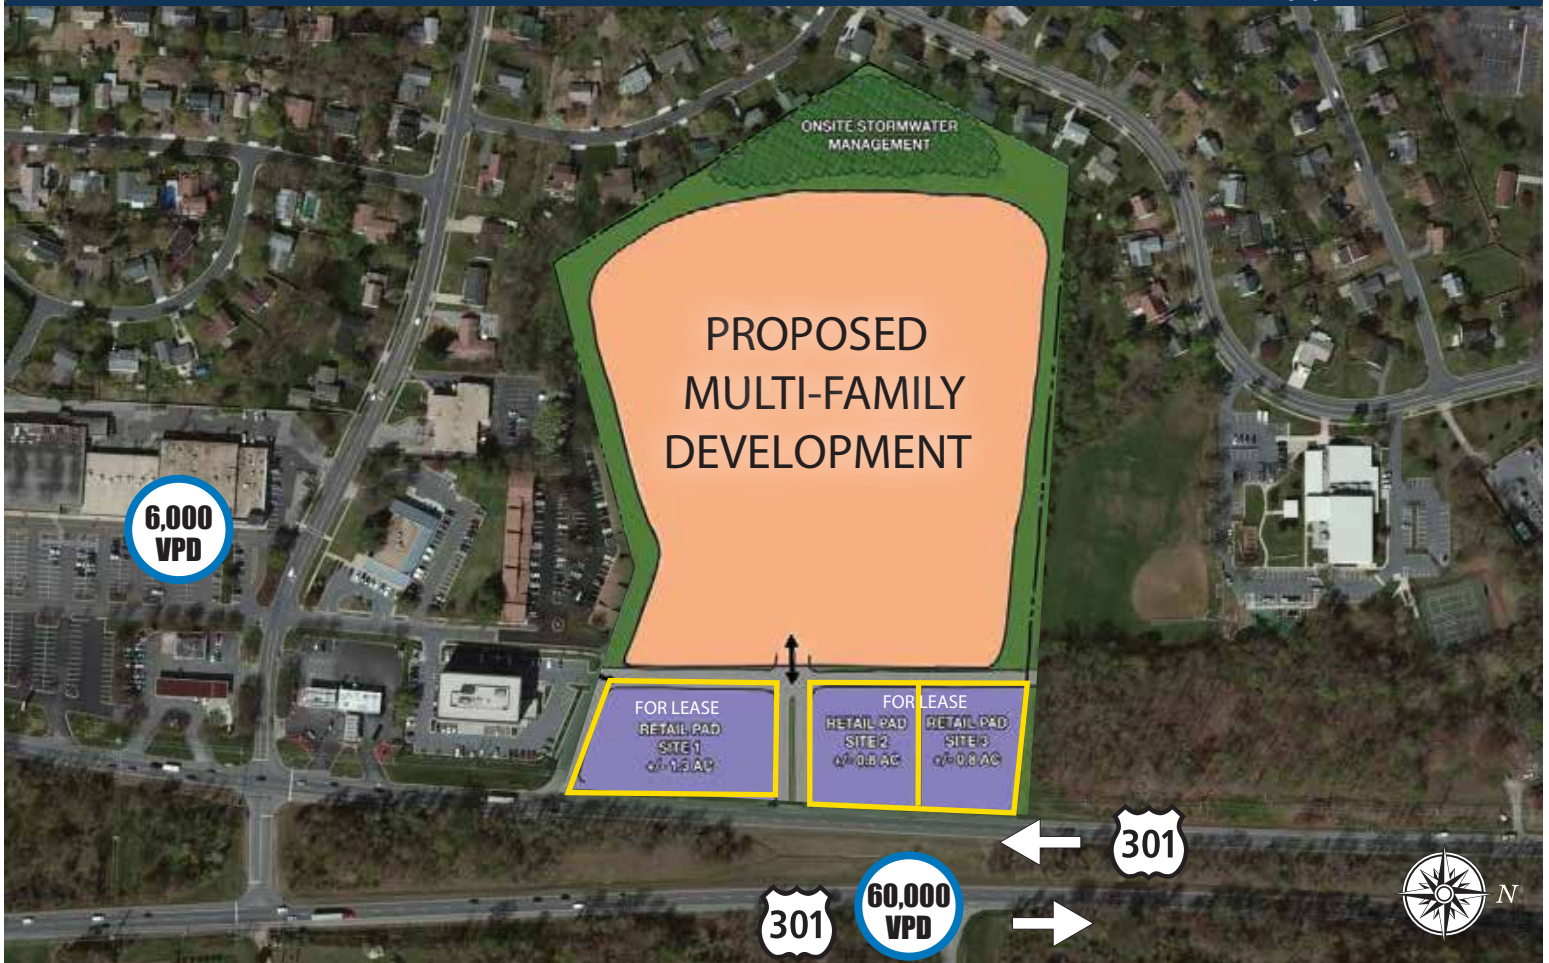 ONSITE STORMWATER
MANAGEMENT
PROPOSED
MULTI-FAMILY
DEVELOPMENT
6,000
VPD
FOR LEASE
RETAIL PAD
SITE 1
+/- 1.3 AC
FOR LEASE
RETAIL PAD
SITE 2
+/- 0.8 AC
RETAIL PAD
SITE 3
+/- 0.8 AC
301
301
60,000
VPD
N